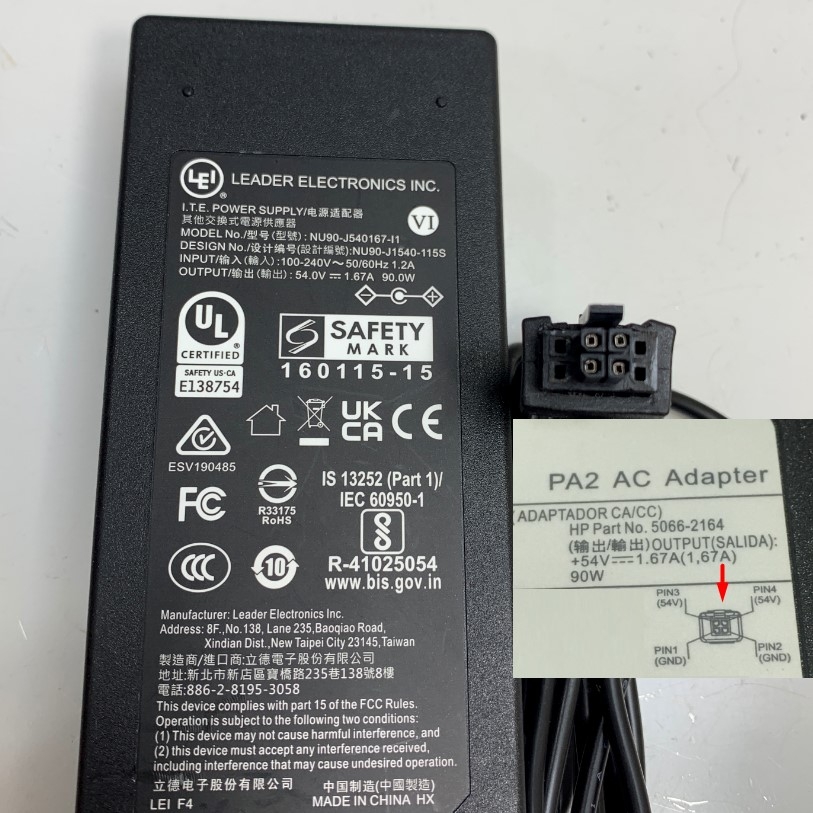 LEI
®
LEADER ELECTRONICS INC.
I.T.E. POWER SUPPLY/电源适配器
其他交換式電源供應器
VI
MODEL No./型号(型號) : NU90-J540167-I1
DESIGN No./设计编号(設計編號):NU90-J1540-115S
INPUT/输入(輸入) :100-240V～50/60Hz 1.2A
OUTPUT/输出(輸出) : 54.0V ⎓ 1.67A 90.0W
UL
®
CERTIFIED
SAFETY US-CA
E138754
SAFETY
MARK
160115-15
UK
CA
CE
ESV190485
FC
R33175
RoHS
IS 13252 (Part 1)/
IEC 60950-1
CCC
10
R-41025054
www.bis.gov.in
Manufacturer: Leader Electronics Inc.
Address: 8F.,No.138, Lane 235,Baoqiao Road,
Xindian Dist.,New Taipei City 23145,Taiwan
製造商/進口商:立德電子股份有限公司
地址:新北市新店區寶橋路235巷138號8樓
電話:886-2-8195-3058
This device complies with part 15 of the FCC Rules.
Operation is subject to the following two conditions:
(1) This device may not cause harmful interference, and
(2) this device must accept any interference received,
including interference that may cause undesired operation.
立德电子股份有限公司 中国制造(中國製造)
LEI F4 MADE IN CHINA HX
PA2 AC Adapter
(ADAPTADOR CA/CC)
HP Part No. 5066-2164
(输出/輸出)OUTPUT(SALIDA):
+54V⎓1.67A(1,67A)
90W
PIN3
(54V)
PIN4
(54V)
PIN1
(GND)
PIN2
(GND)